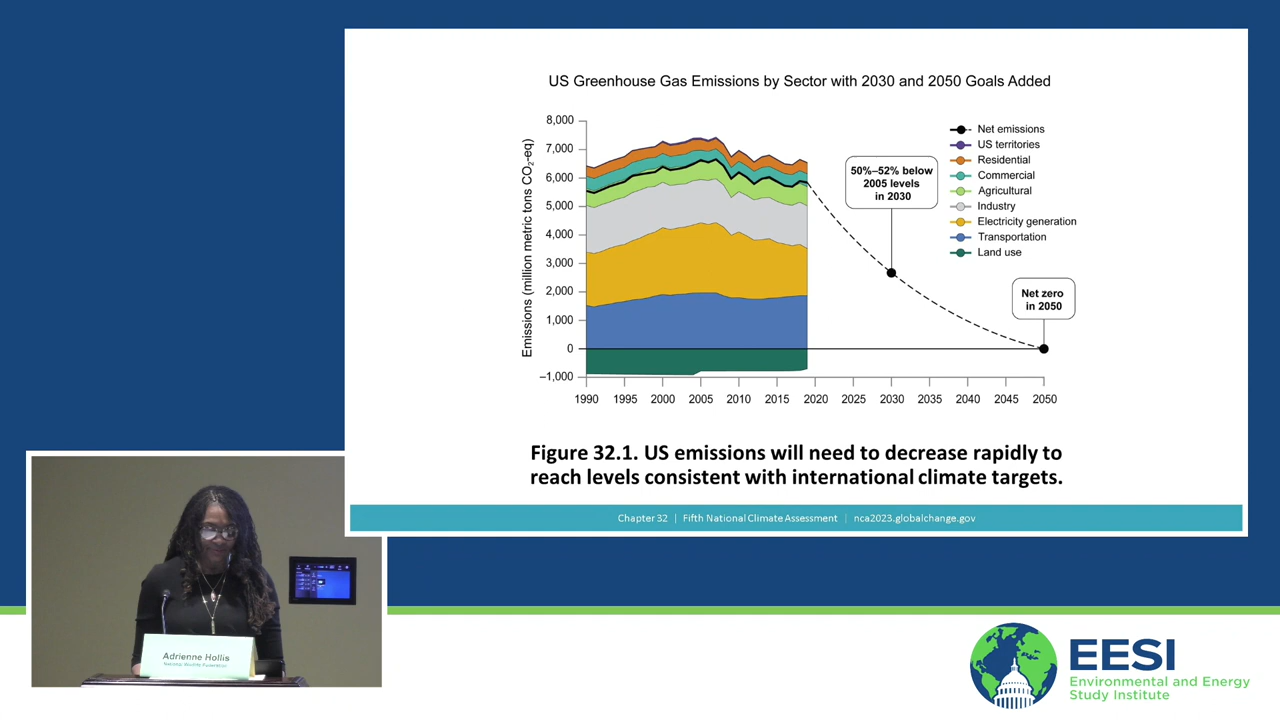 US Greenhouse Gas Emissions by Sector with 2030 and 2050 Goals Added
Emissions (million metric tons CO₂-eq)
8,000
7,000
6,000
5,000
4,000
3,000
2,000
1,000
0
–1,000
1990 1995 2000 2005 2010 2015 2020 2025 2030 2035 2040 2045 2050
50%–52% below
2005 levels
in 2030
Net zero
in 2050
Net emissions
US territories
Residential
Commercial
Agricultural
Industry
Electricity generation
Transportation
Land use
Figure 32.1. US emissions will need to decrease rapidly to
reach levels consistent with international climate targets.
Chapter 32 | Fifth National Climate Assessment | nca2023.globalchange.gov
Adrienne Hollis
National Wildlife Federation
EESI
Environmental and Energy
Study Institute